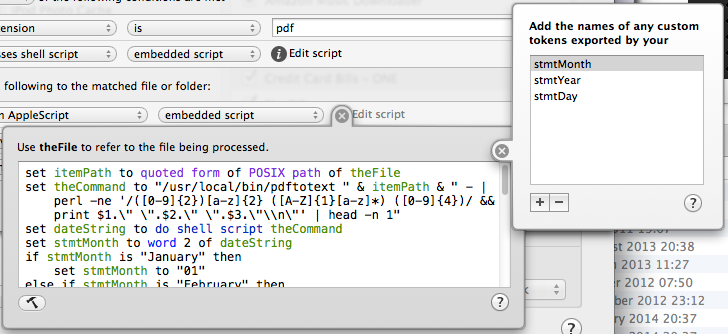 of the following conditions are met:
Amazon Music Downloader
ension
is
pdf
ses shell script
embedded script
Edit script
Credit Card Bills – ONE
following to the matched file or folder:
AppleScript
embedded script
Edit script
Use theFile to refer to the file being processed.
set itemPath to quoted form of POSIX path of theFile
set theCommand to "/usr/local/bin/pdftotext " & itemPath & " - |
perl -ne '/([0-9]{2})[a-z]{2} ([A-Z]{1}[a-z]*) ([0-9]{4})/ &&
print $1.\" \".$2.\" \".$3.\"\\n\"' | head -n 1"
set dateString to do shell script theCommand
set stmtMonth to word 2 of dateString
if stmtMonth is "January" then
set stmtMonth to "01"
else if stmtMonth is "February" then
Add the names of any custom
tokens exported by your
stmtMonth
stmtYear
stmtDay
+
−
?
st 2013 20:38
2013 11:27
ber 2012 07:50
ber 2012 23:12
ry 2014 20:37
?
?